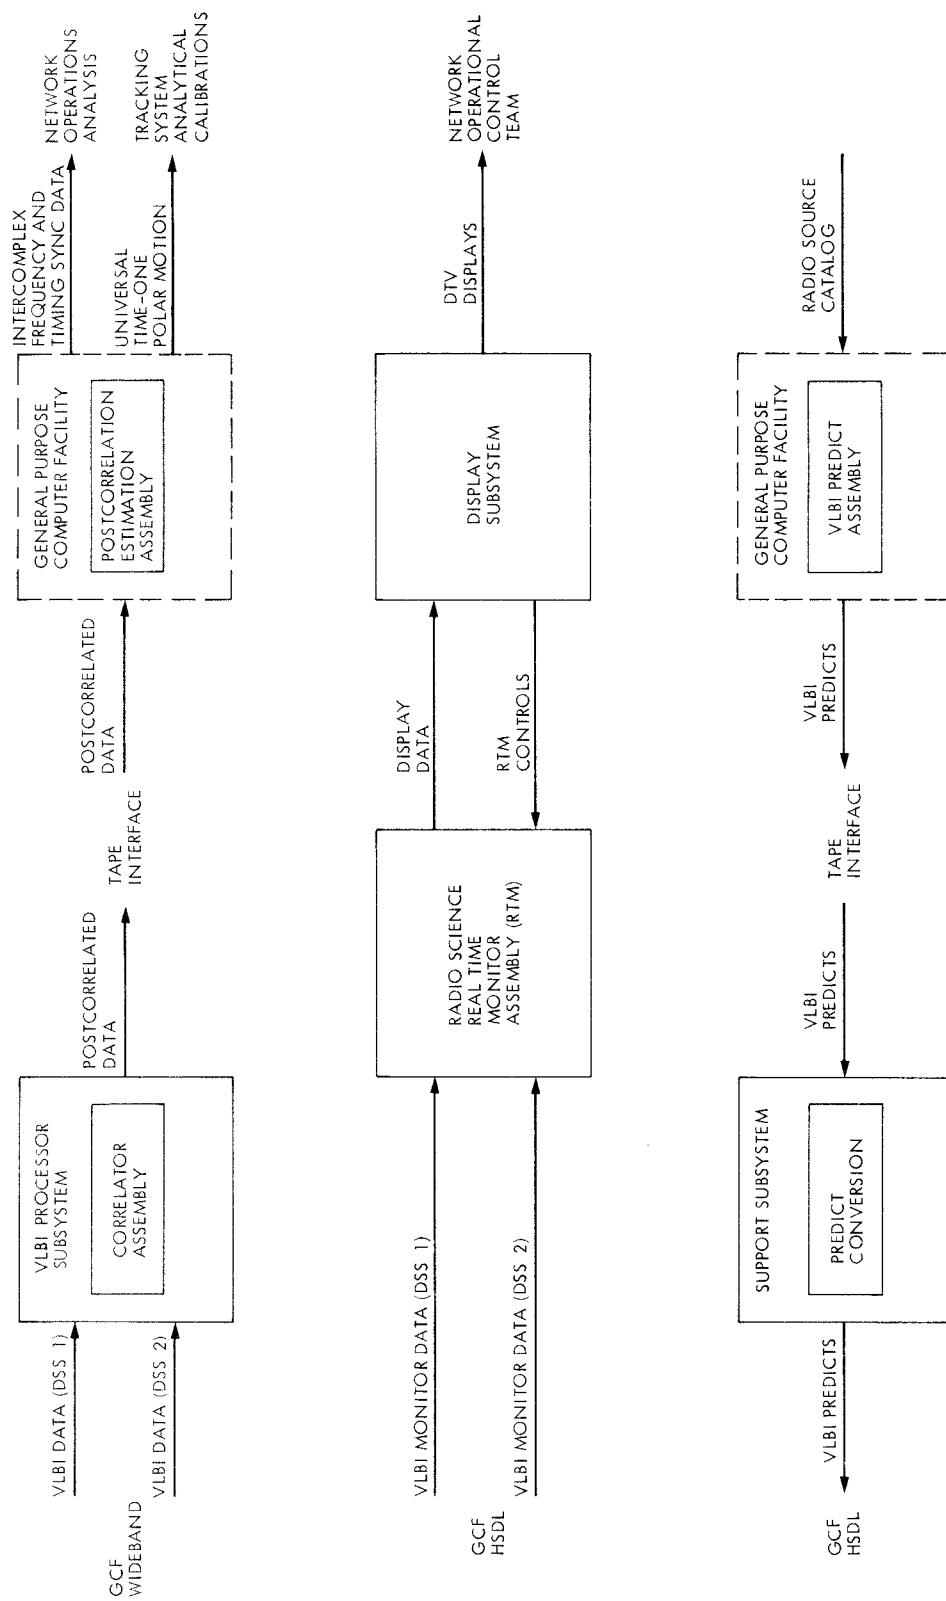 GCF
WIDEBAND
VLBI DATA (DSS 1)
VLBI DATA (DSS 2)
VLBI PROCESSOR
SUBSYSTEM
CORRELATOR
ASSEMBLY
POSTCORRELATED
DATA
TAPE
INTERFACE
POSTCORRELATED
DATA
GENERAL PURPOSE
COMPUTER FACILITY
POSTCORRELATION
ESTIMATION
ASSEMBLY
INTERCOMPLEX
FREQUENCY AND
TIMING SYNC DATA
UNIVERSAL
TIME-ONE
POLAR MOTION
NETWORK
OPERATIONS
ANALYSIS
TRACKING
SYSTEM
ANALYTICAL
CALIBRATIONS
GCF
HSDL
VLBI MONITOR DATA (DSS 1)
VLBI MONITOR DATA (DSS 2)
RADIO SCIENCE
REAL TIME
MONITOR
ASSEMBLY (RTM)
DISPLAY
DATA
RTM
CONTROLS
DISPLAY
SUBSYSTEM
DTV
DISPLAYS
NETWORK
OPERATIONAL
CONTROL
TEAM
GCF
HSDL
VLBI PREDICTS
SUPPORT SUBSYSTEM
PREDICT
CONVERSION
VLBI
PREDICTS
TAPE
INTERFACE
VLBI
PREDICTS
GENERAL PURPOSE
COMPUTER FACILITY
VLBI PREDICT
ASSEMBLY
RADIO SOURCE
CATALOG